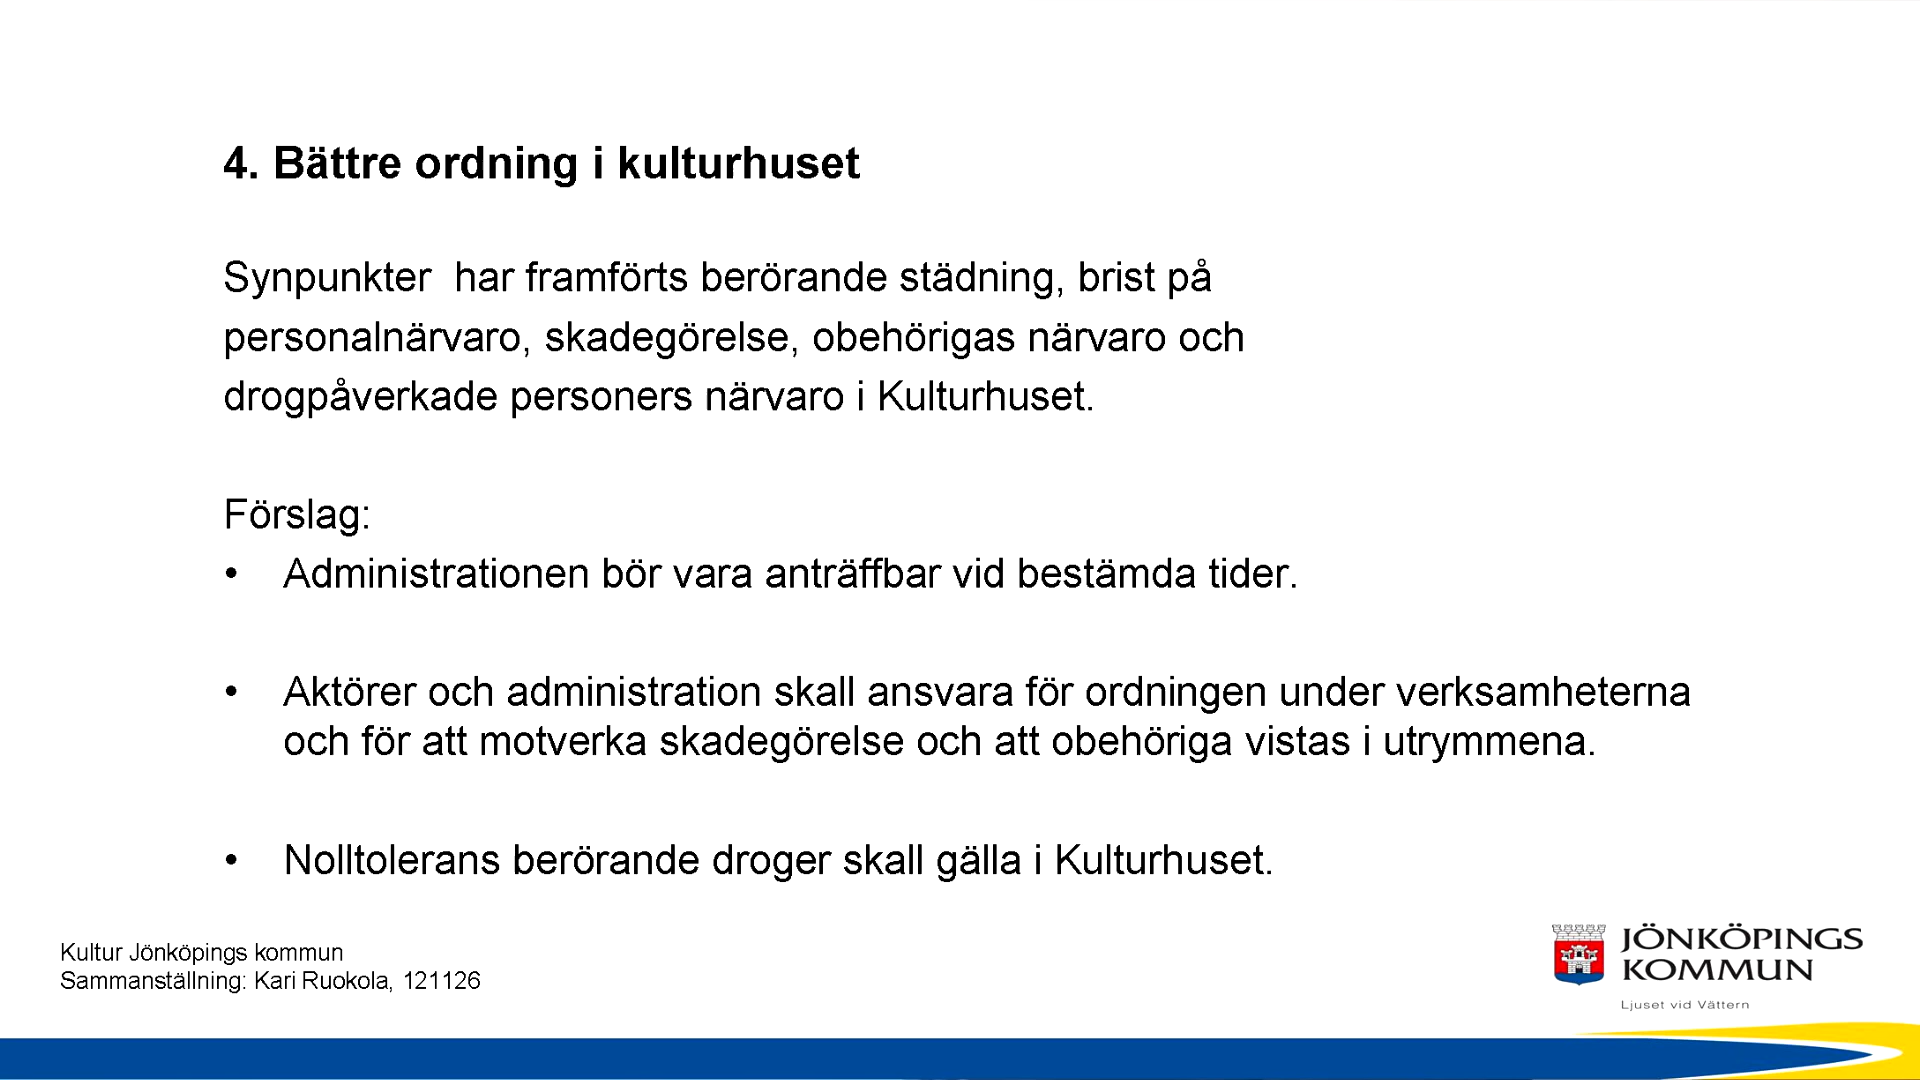 4. Bättre ordning i kulturhuset
Synpunkter  har framförts berörande städning, brist på
personalnärvaro, skadegörelse, obehörigas närvaro och
drogpåverkade personers närvaro i Kulturhuset.
Förslag:
• Administrationen bör vara anträffbar vid bestämda tider.
• Aktörer och administration skall ansvara för ordningen under verksamheterna
och för att motverka skadegörelse och att obehöriga vistas i utrymmena.
• Nolltolerans berörande droger skall gälla i Kulturhuset.
Kultur Jönköpings kommun
Sammanställning: Kari Ruokola, 121126
JÖNKÖPINGS
KOMMUN
Ljuset vid Vättern